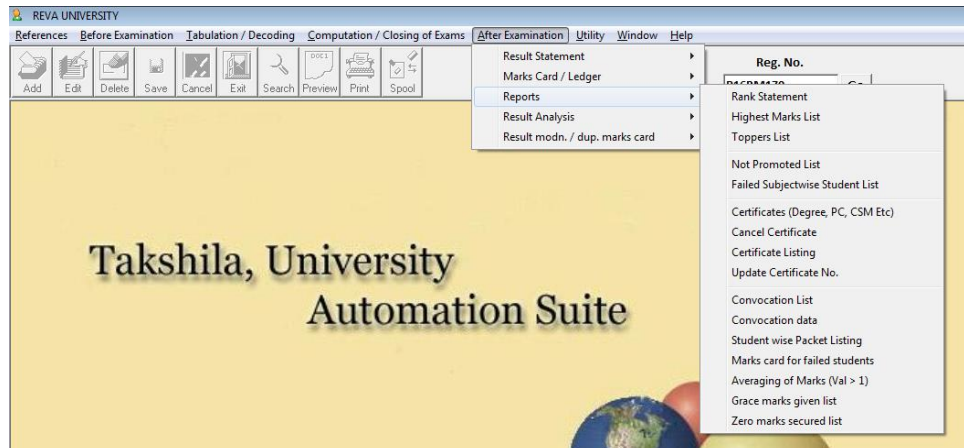 REVA UNIVERSITY
References Before Examination Tabulation / Decoding Computation / Closing of Exams After Examination Utility Window Help
Add Edit Delete Save Cancel Exit Search Preview Print Spool
Reg. No.
Result Statement
Marks Card / Ledger
Reports
Result Analysis
Result modn. / dup. marks card
Rank Statement
Highest Marks List
Toppers List
Not Promoted List
Failed Subjectwise Student List
Certificates (Degree, PC, CSM Etc)
Cancel Certificate
Certificate Listing
Update Certificate No.
Convocation List
Convocation data
Student wise Packet Listing
Marks card for failed students
Averaging of Marks (Val > 1)
Grace marks given list
Zero marks secured list
Takshila, University
Automation Suite